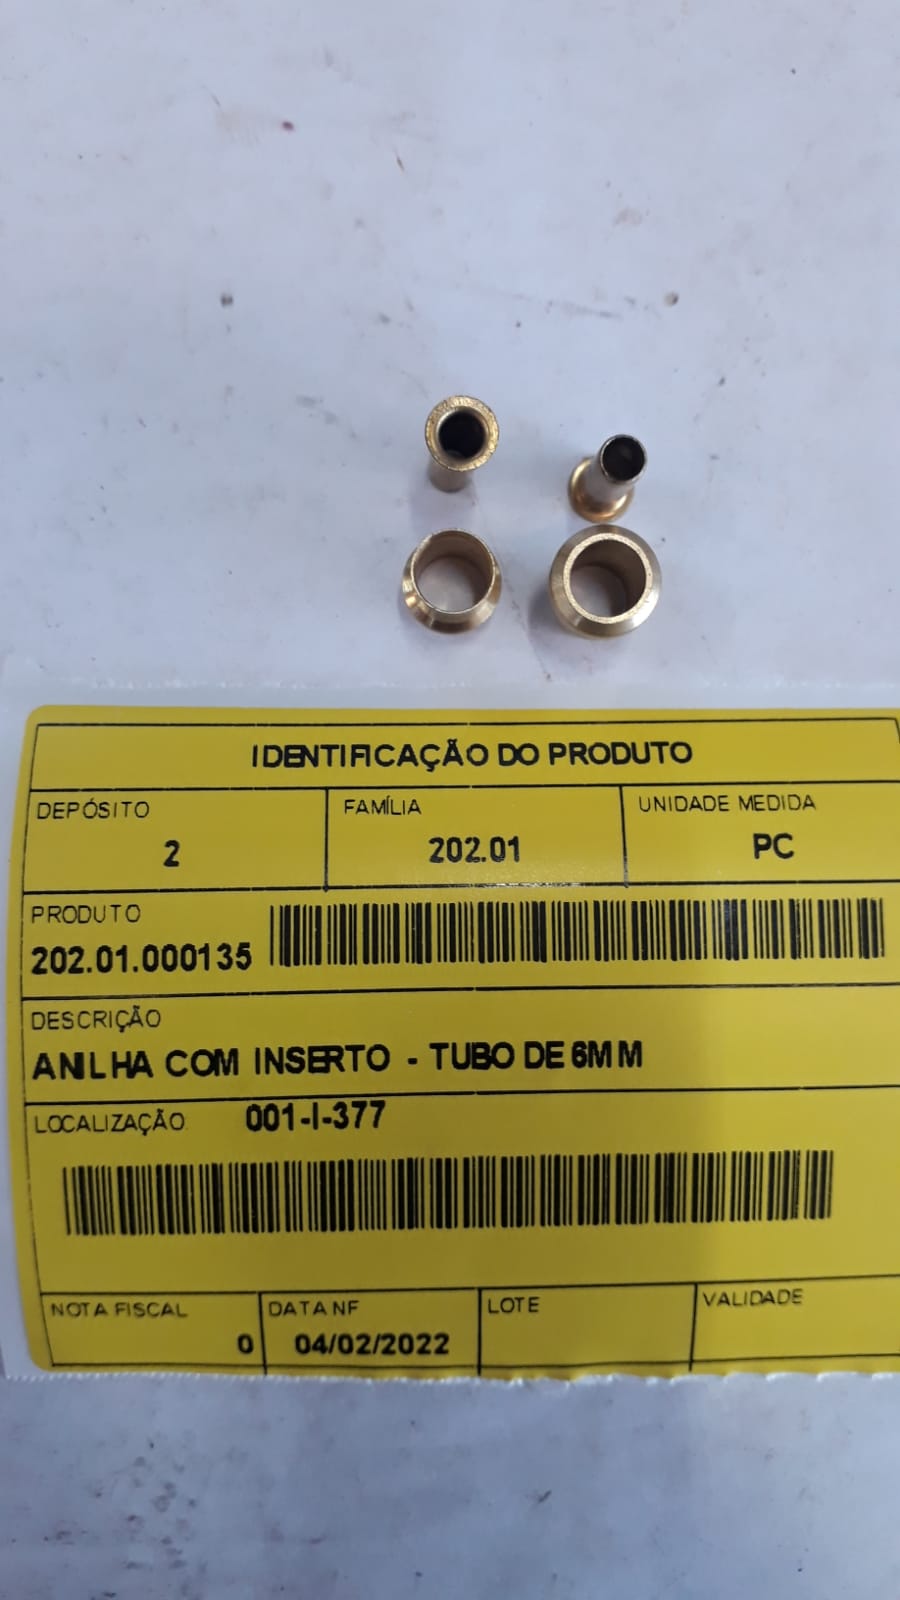 IDENTIFICAÇÃO DO PRODUTO
DEPÓSITO FAMÍLIA UNIDADE MEDIDA
2 202.01 PC
PRODUTO
202.01.000135
DESCRIÇÃO
ANILHA COM INSERTO - TUBO DE 6MM
LOCALIZAÇÃO 001-I-377
NOTA FISCAL DATA NF LOTE VALIDADE
0 04/02/2022